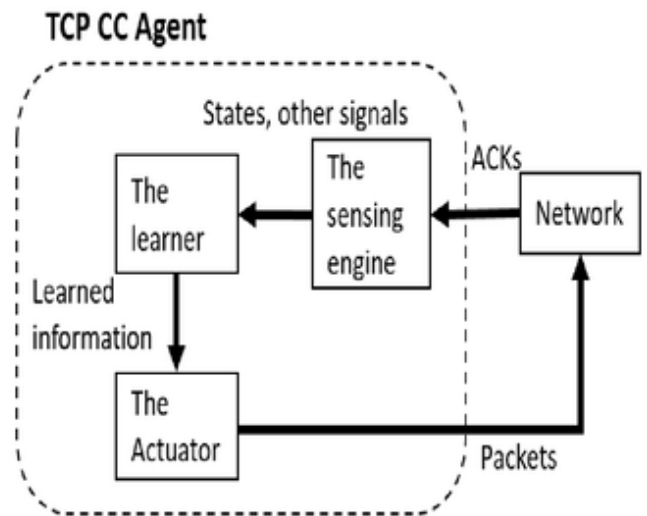 TCP CC Agent
States, other signals
ACKs
The
learner
The
sensing
engine
Network
Learned
information
The
Actuator
Packets